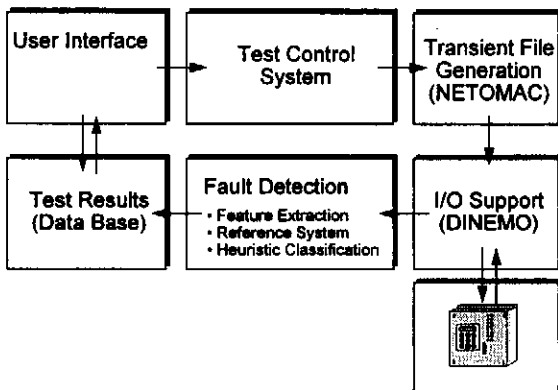 User Interface
Test Control
System
Transient File
Generation
(NETOMAC)
Test Results
(Data Base)
Fault Detection
• Feature Extraction
• Reference System
• Heuristic Classification
I/O Support
(DINEMO)